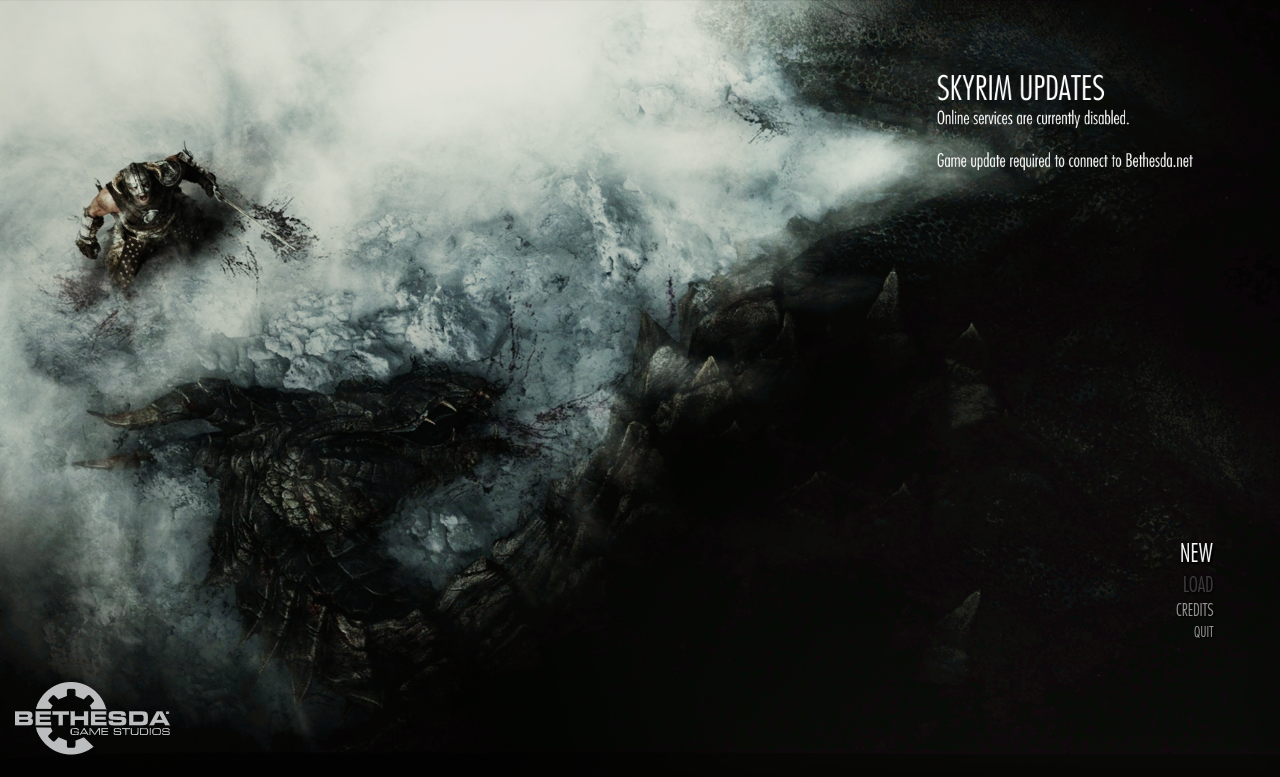 SKYRIM UPDATES
Online services are currently disabled.
Game update required to connect to Bethesda.net
NEW
LOAD
CREDITS
QUIT
BETHESDA
GAME STUDIOS